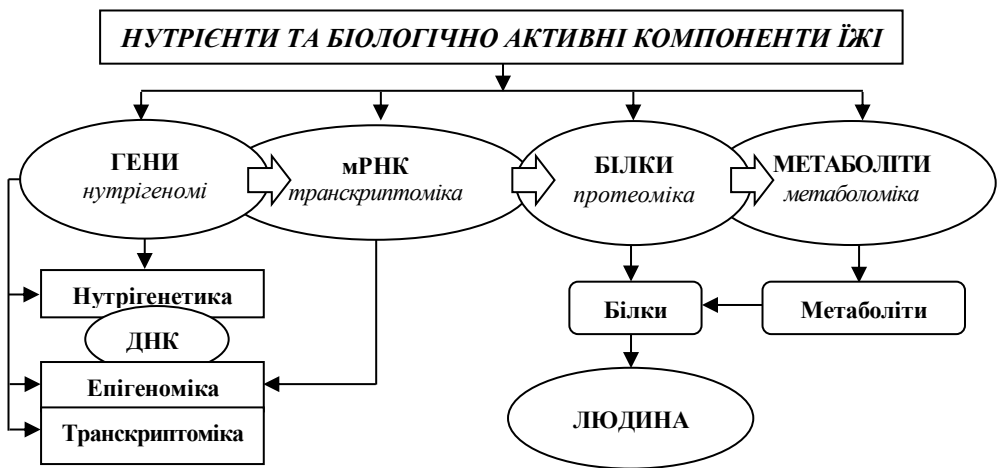 НУТРІЄНТИ ТА БІОЛОГІЧНО АКТИВНІ КОМПОНЕНТИ ЇЖІ
ГЕНИ
нутрігеномі
мРНК
транскриптоміка
БІЛКИ
протеоміка
МЕТАБОЛІТИ
метаболоміка
Нутрігенетика
ДНК
Епігеноміка
Транскриптоміка
Білки
Метаболіти
ЛЮДИНА